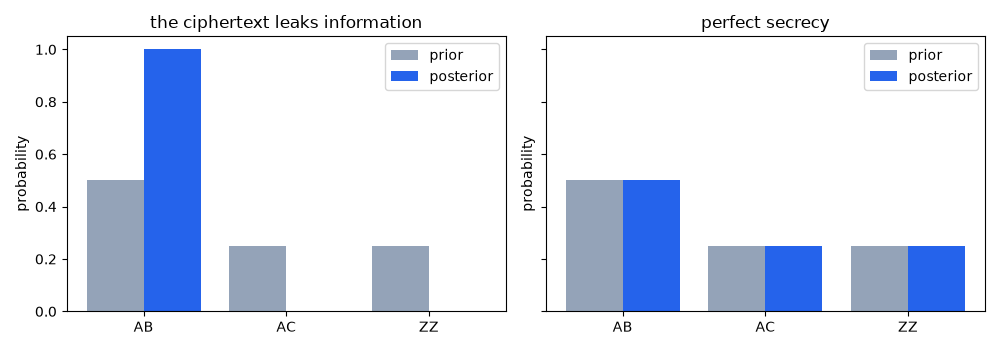 the ciphertext leaks information
probability
1.0
0.8
0.6
0.4
0.2
0.0
prior
posterior
AB
AC
ZZ
perfect secrecy
probability
prior
posterior
AB
AC
ZZ